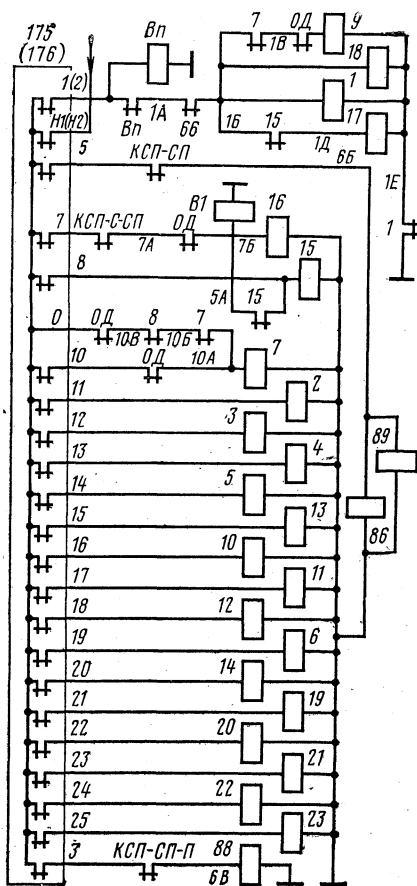 175 (176)
Вп
7 1В ОД 9
18
1(2) Вп 1А 66 1
Н1(Н2) 1Б 15 1Д 17
5 КСП-СП 6Б
1Е
1
В1
7 КСП-С-СП 7А ОД 7Б 16
8 15
5А 15
0 ОД 10В 8 10Б 7
10 ОД 10А 7
11 2
12 3
13 4
14 5
15 13
16 10
17 11
18 12
19 6
20 14
21 19
22 20
23 21
24 22
25 23
3 КСП-СП-П 88
6В
89
86